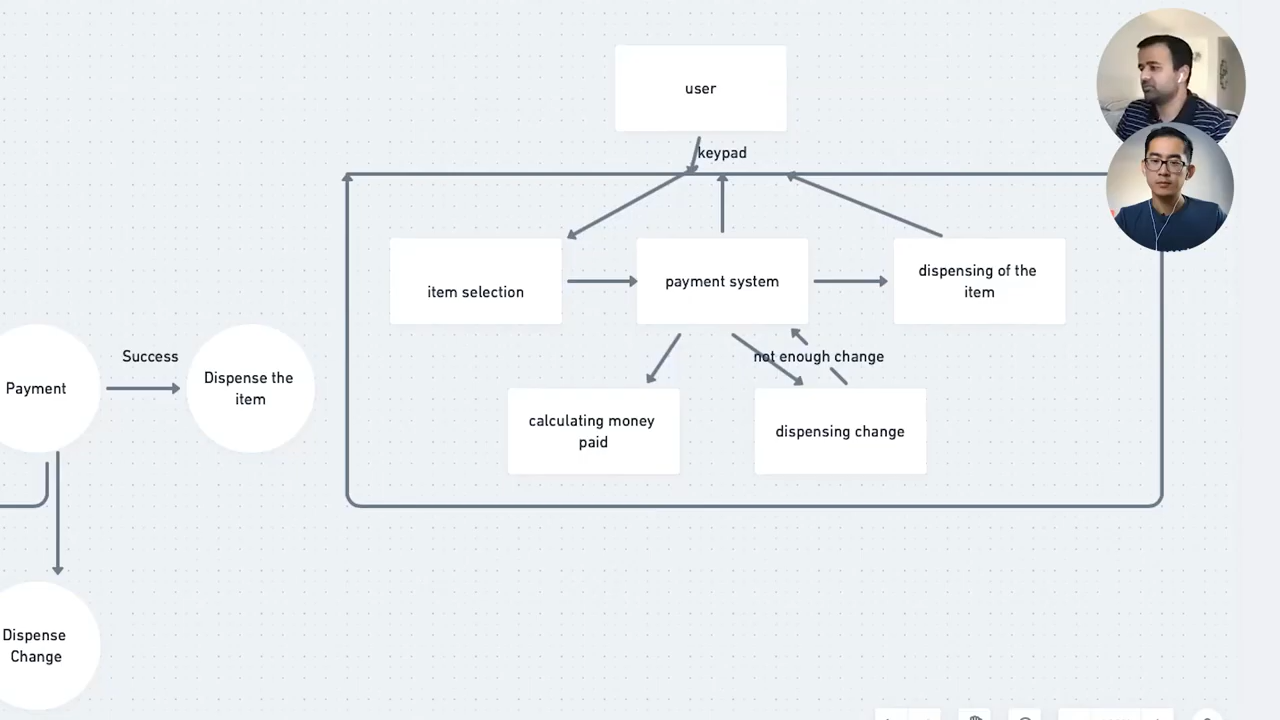 user
keypad
item selection
payment system
dispensing of the
item
not enough change
calculating money
paid
dispensing change
Payment
Success
Dispense the
item
Dispense
Change